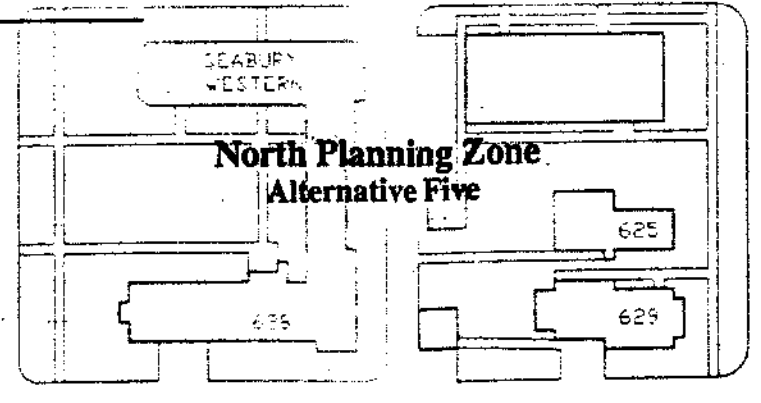 SEABURY
WESTERN
North Planning Zone
Alternative Five
625
629